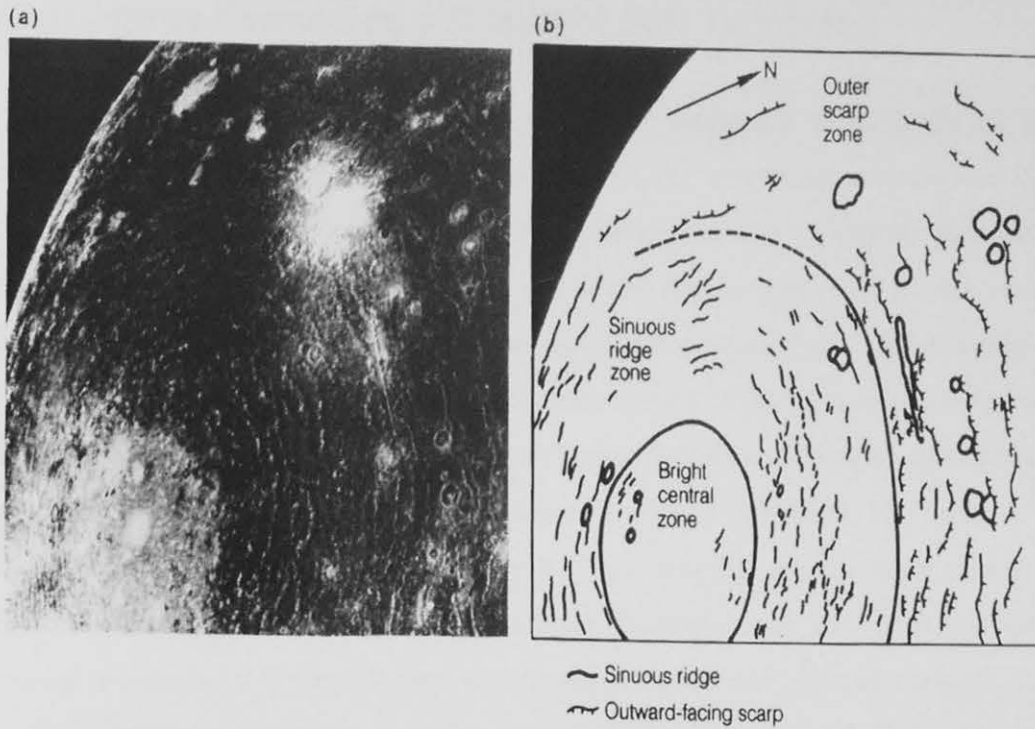 (a)
(b)
N
Outer
scarp
zone
Sinuous
ridge
zone
Bright
central
zone
Sinuous ridge
Outward-facing scarp